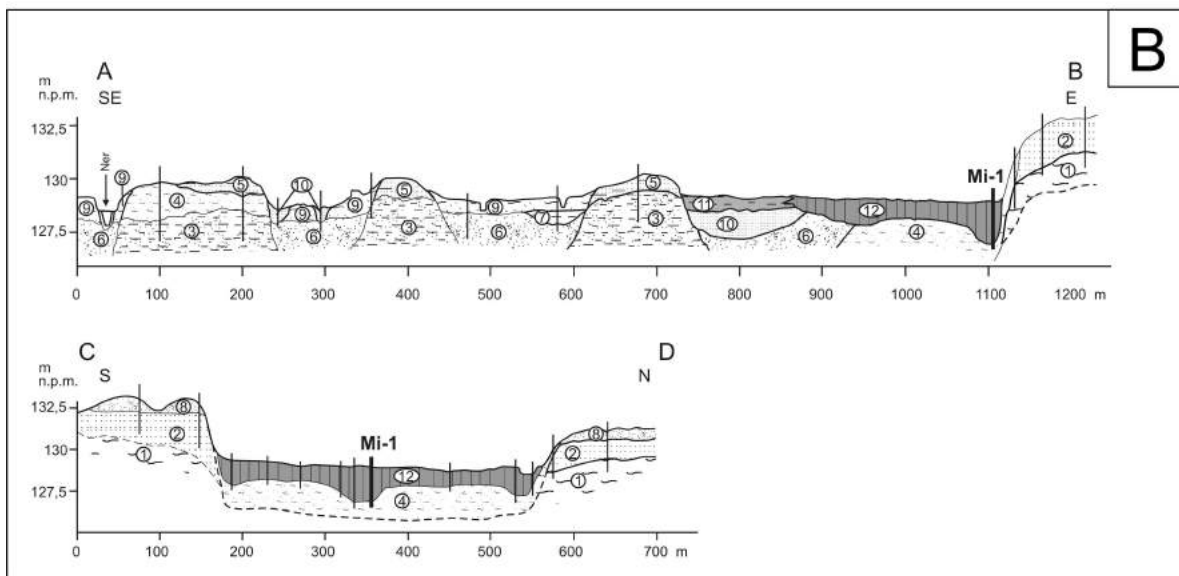 B
A
B
m
n.p.m.
SE
E
132,5
130
127,5
Ner
Mi-1
9 9 5 10 5 5 11 2
4 9 9 9 7 12 1
9 6 3 6 3 6 3 10 6 4
0 100 200 300 400 500 600 700 800 900 1000 1100 1200 m
C
D
m
n.p.m.
S
N
132,5
130
127,5
8 8
2 Mi-1 2
1 12 1
4
0 100 200 300 400 500 600 700 m